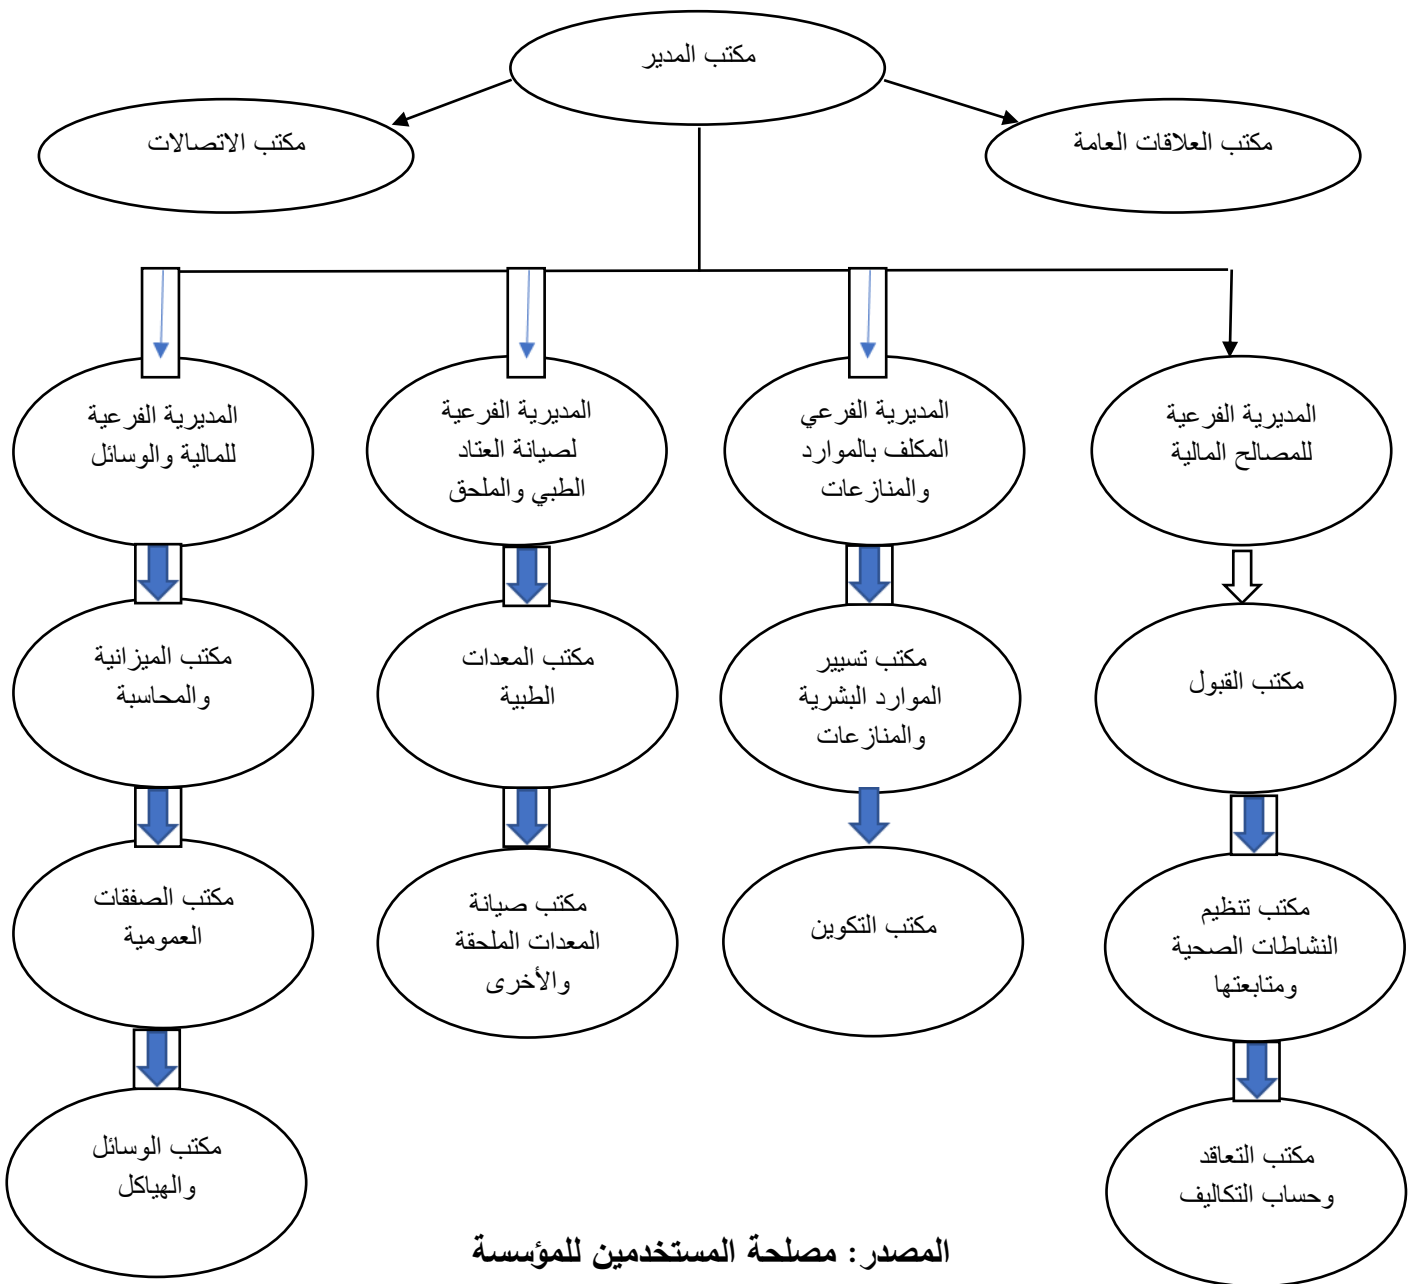 مكتب المدير
مكتب العلاقات العامة
مكتب الاتصالات
المديرية الفرعية
للمصالح المالية
المديرية الفرعي
المكلف بالموارد
والمنازعات
المديرية الفرعية
لصيانة العتاد
الطبي والملحق
المديرية الفرعية
للمالية والوسائل
مكتب القبول
مكتب تسيير
الموارد البشرية
والمنازعات
مكتب المعدات
الطبية
مكتب الميزانية
والمحاسبة
مكتب تنظيم
النشاطات الصحية
ومتابعتها
مكتب التكوين
مكتب صيانة
المعدات الملحقة
والأخرى
مكتب الصفقات
العمومية
مكتب التعاقد
وحساب التكاليف
مكتب الوسائل
والهياكل
المصدر: مصلحة المستخدمين للمؤسسة